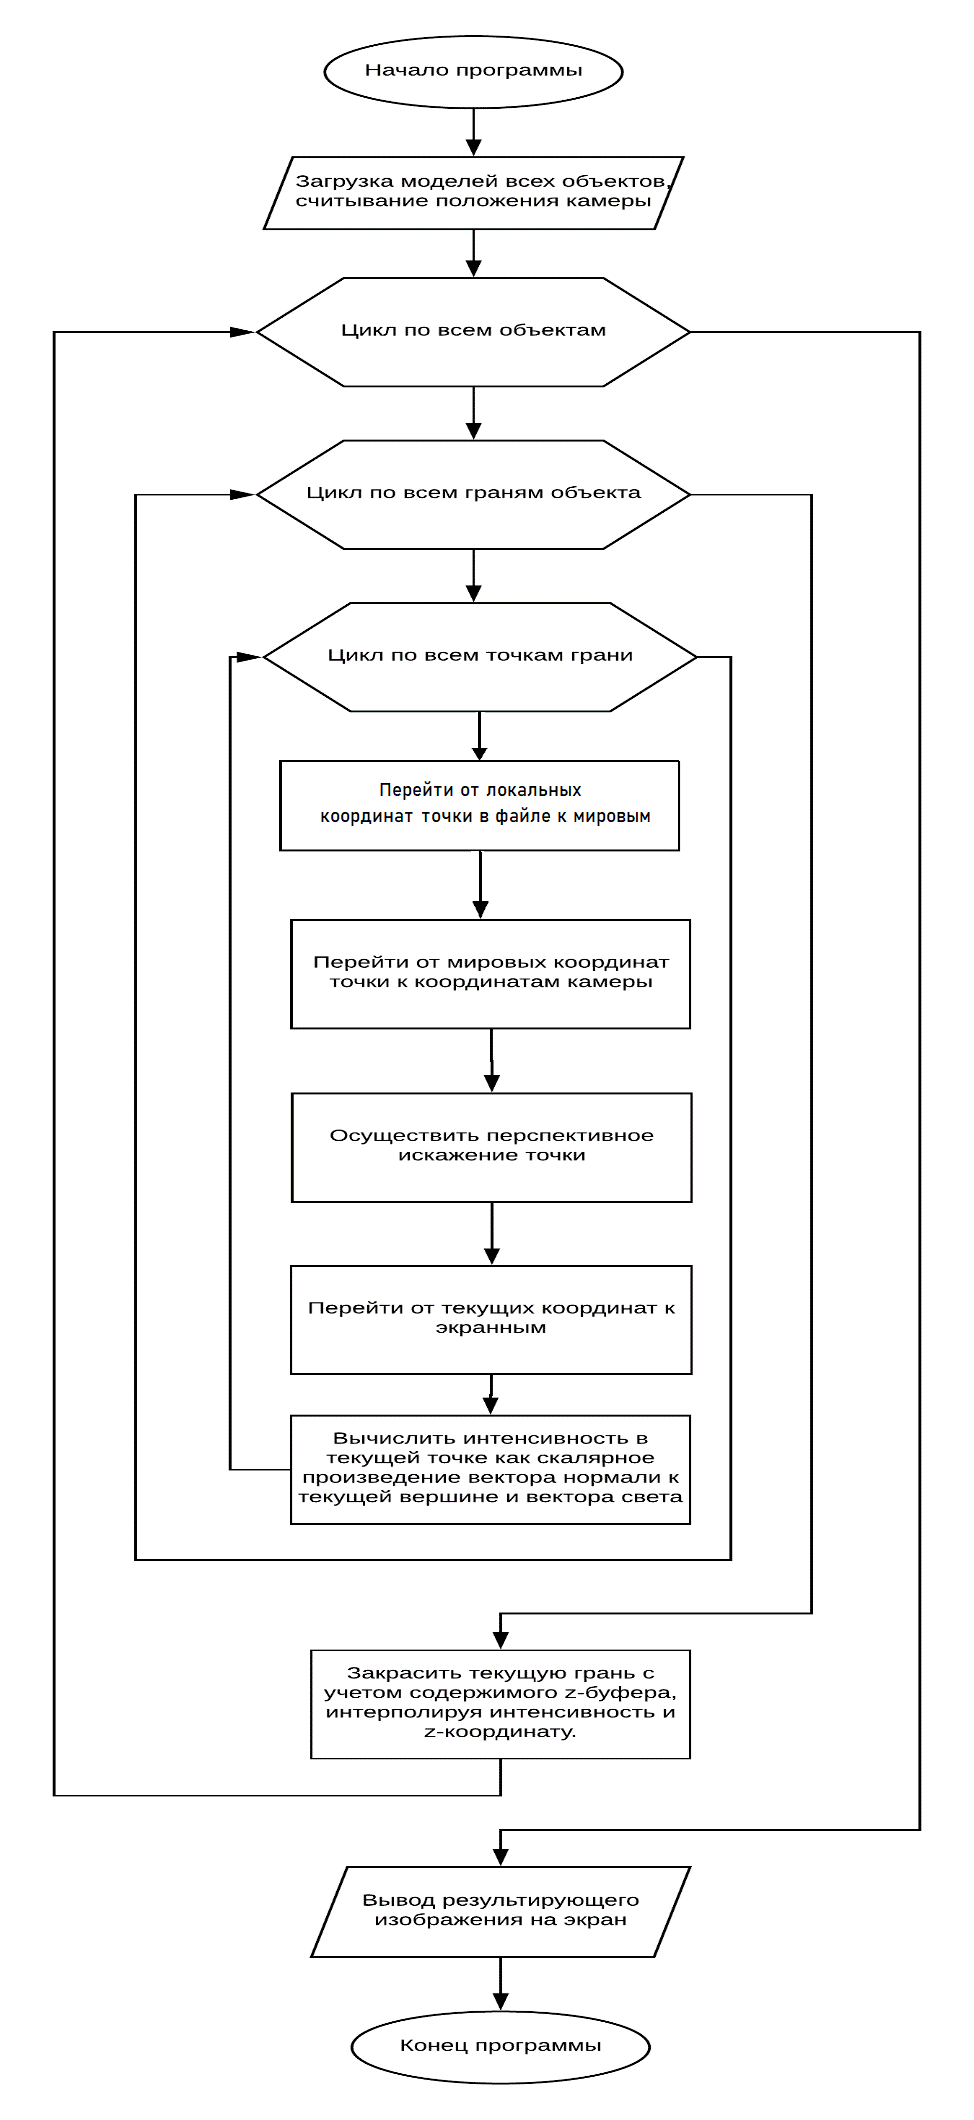 Начало программы
Загрузка моделей всех объектов,
считывание положения камеры
Цикл по всем объектам
Цикл по всем граням объекта
Цикл по всем точкам грани
Перейти от локальных
координат точки в файле к мировым
Перейти от мировых координат
точки к координатам камеры
Осуществить перспективное
искажение точки
Перейти от текущих координат к
экранным
Вычислить интенсивность в
текущей точке как скалярное
произведение вектора нормали к
текущей вершине и вектора света
Закрасить текущую грань с
учетом содержимого z-буфера,
интерполируя интенсивность и
z-координату.
Вывод результирующего
изображения на экран
Конец программы